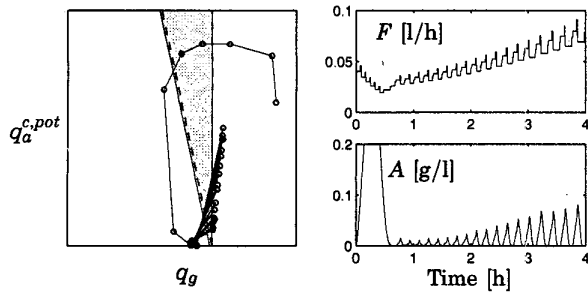 q_a^{c,pot}
q_g
F [l/h]
0.1
0.05
0
0 1 2 3 4
A [g/l]
0.2
0.1
0
0 1 2 3 4
Time [h]